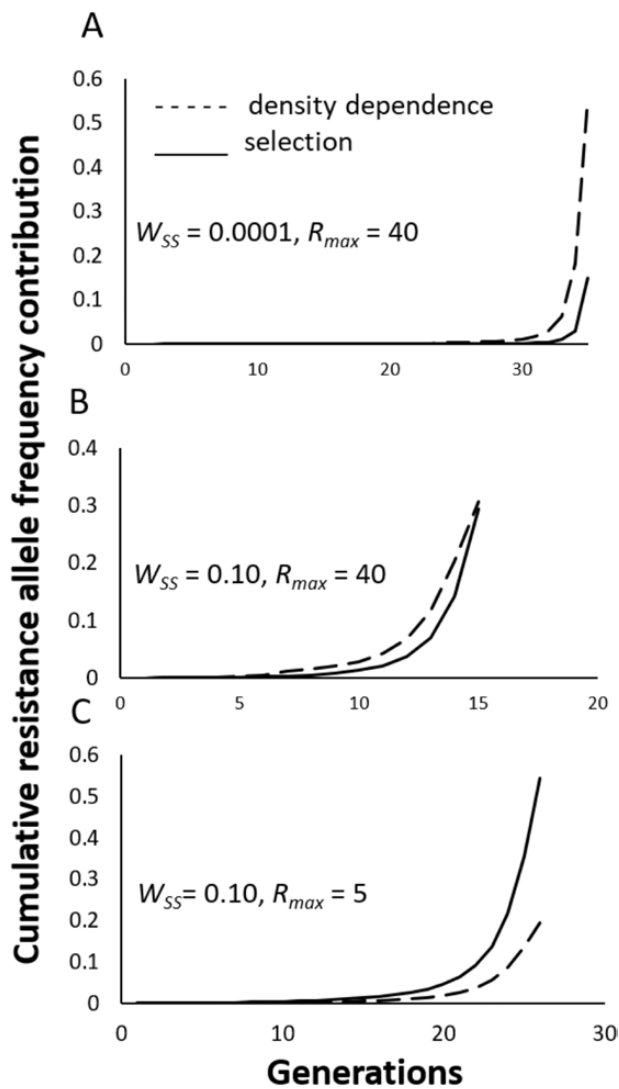 A
Cumulative resistance allele frequency contribution
0.6
0.5
0.4
0.3
0.2
0.1
0
density dependence
selection
W_SS = 0.0001, R_max = 40
0 10 20 30
B
0.4
0.3
0.2
0.1
0
W_SS = 0.10, R_max = 40
0 5 10 15 20
C
0.6
0.5
0.4
0.3
0.2
0.1
0
W_SS= 0.10, R_max = 5
0 10 20 30
Generations